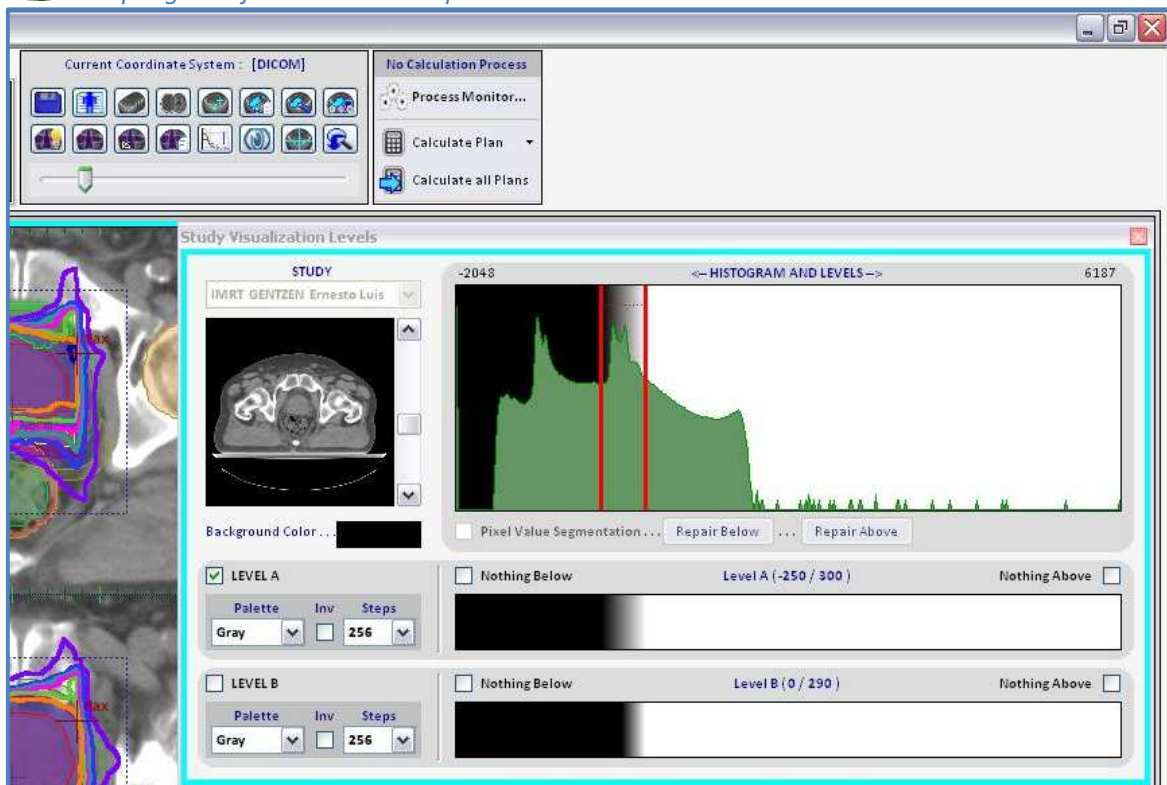 Current Coordinate System : [DICOM]
No Calculation Process
Process Monitor...
Calculate Plan
Calculate all Plans
Study Visualization Levels
STUDY
IMRT GENTZEN Ernesto Luis
-2048 <-- HISTOGRAM AND LEVELS --> 6187
Background Color . . .
Pixel Value Segmentation . . . Repair Below . . . Repair Above
LEVEL A
Nothing Below Level A ( -250 / 300 ) Nothing Above
Palette Inv Steps
Gray 256
LEVEL B
Nothing Below Level B ( 0 / 290 ) Nothing Above
Palette Inv Steps
Gray 256